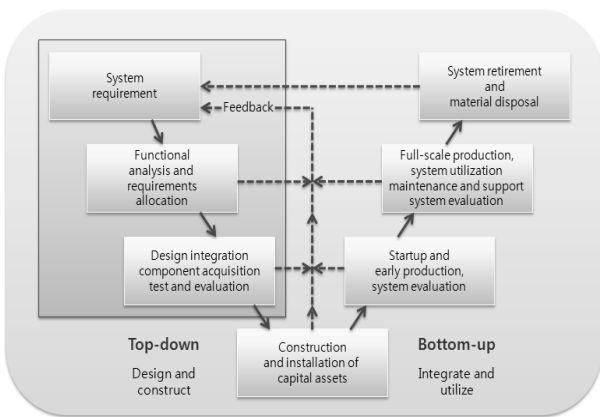 System
requirement
System retirement
and
material disposal
Feedback
Functional
analysis and
requirements
allocation
Full-scale production,
system utilization
maintenance and support
system evaluation
Design integration
component acquisition
test and evaluation
Startup and
early production,
system evaluation
Construction
and installation of
capital assets
Top-down
Design and
construct
Bottom-up
Integrate and
utilize